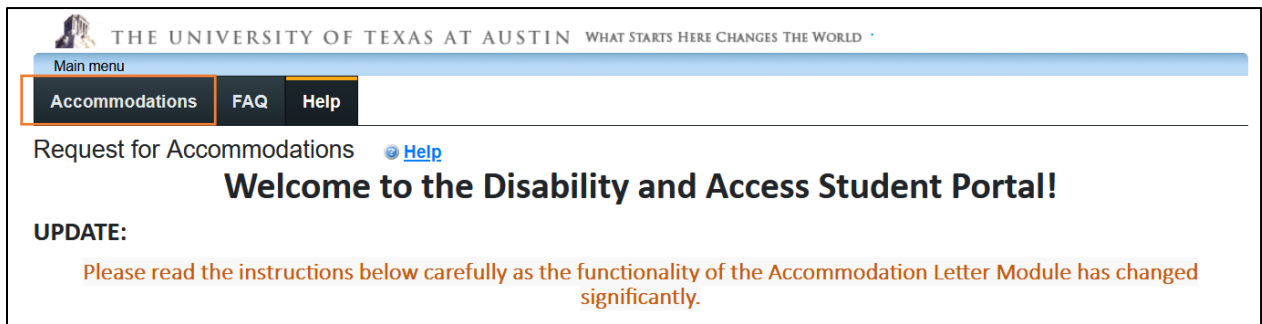 THE UNIVERSITY OF TEXAS AT AUSTIN WHAT STARTS HERE CHANGES THE WORLD
Main menu
Accommodations FAQ Help
Request for Accommodations Help
Welcome to the Disability and Access Student Portal!
UPDATE:
Please read the instructions below carefully as the functionality of the Accommodation Letter Module has changed
significantly.